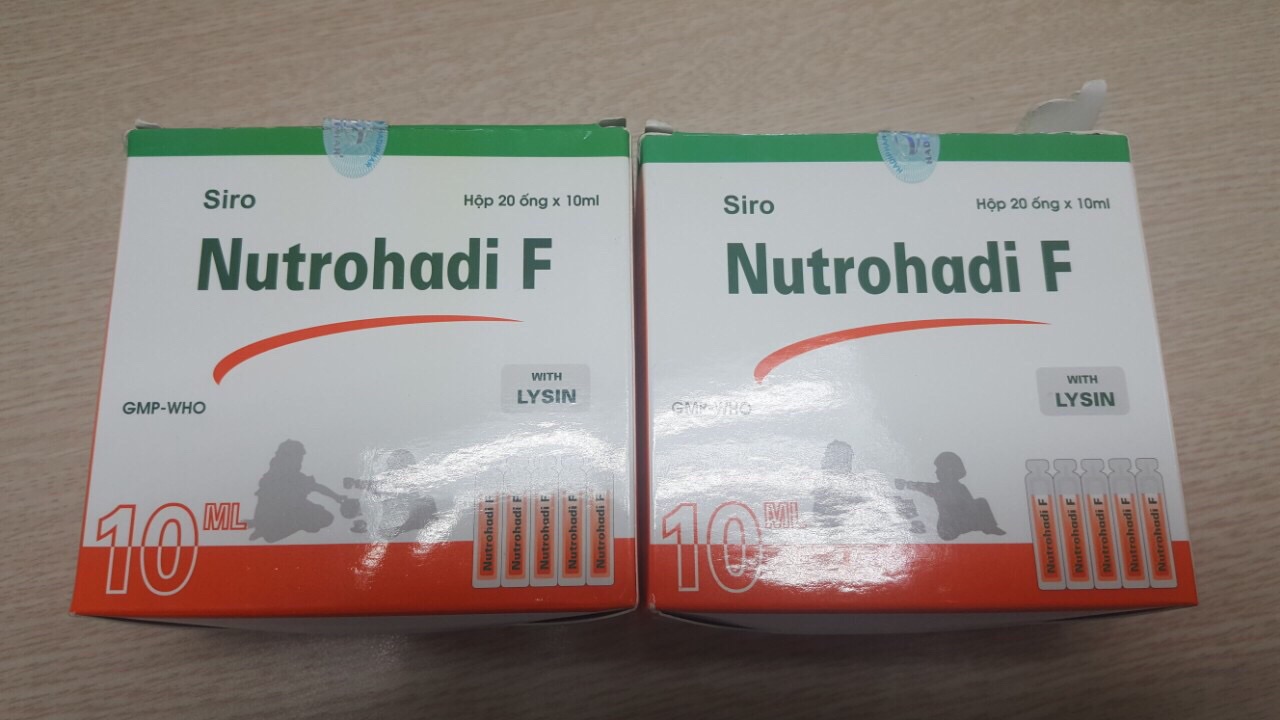 Siro
Hộp 20 ống x 10ml
Nutrohadi F
WITH
LYSIN
GMP-WHO
10 ML
Nutrohadi F
Nutrohadi F
Nutrohadi F
Nutrohadi F
Nutrohadi F
Siro
Hộp 20 ống x 10ml
Nutrohadi F
WITH
LYSIN
GMP-WHO
10 ML
Nutrohadi F
Nutrohadi F
Nutrohadi F
Nutrohadi F
Nutrohadi F